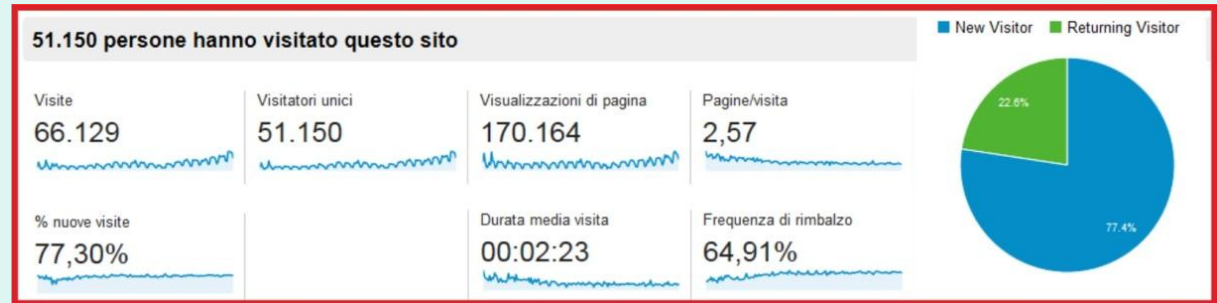 51.150 persone hanno visitato questo sito
New Visitor
Returning Visitor
Visite
66.129
Visitatori unici
51.150
Visualizzazioni di pagina
170.164
Pagine/visita
2,57
% nuove visite
77,30%
Durata media visita
00:02:23
Frequenza di rimbalzo
64,91%
22.6%
77.4%